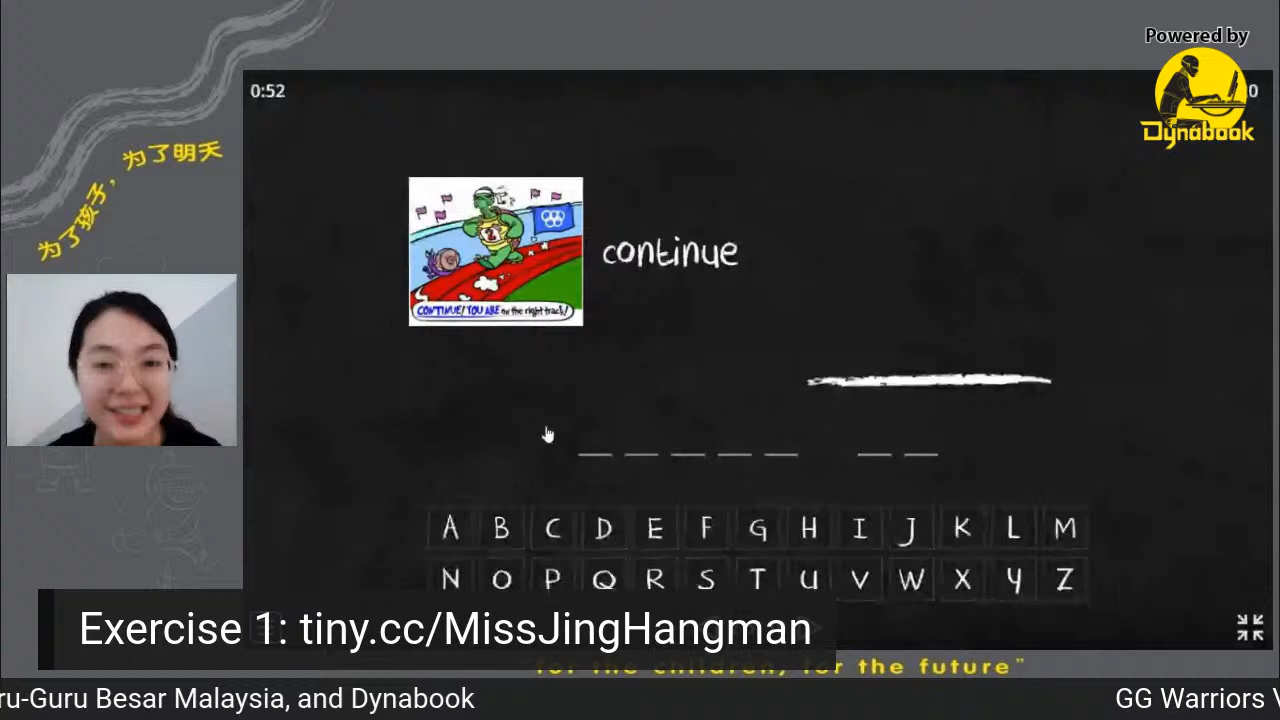 Powered by
Dynabook
0:52
0
为了孩子，为了明天
2
CONTINUE! YOU ARE on the right track!
continue
A B C D E F G H I J K L M
N O P Q R S T U V W X Y Z
Exercise 1: tiny.cc/MissJingHangman
for the children, for the future”
ru-Guru Besar Malaysia, and Dynabook
GG Warriors